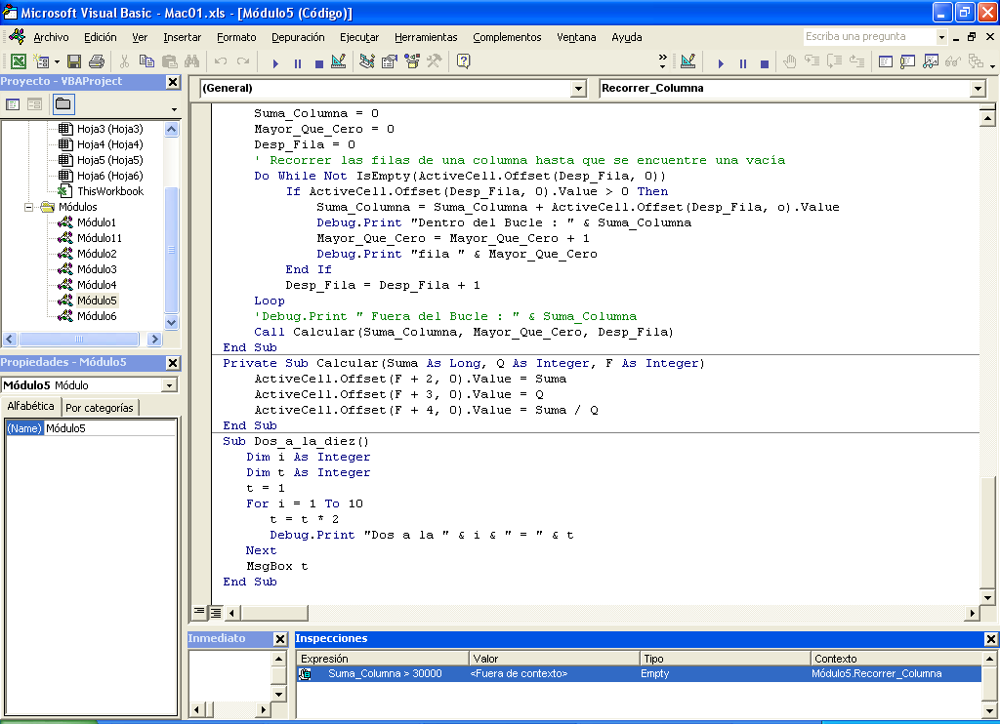 Microsoft Visual Basic - Mac01.xls - [Módulo5 (Código)]
Archivo Edición Ver Insertar Formato Depuración Ejecutar Herramientas Complementos Ventana Ayuda Escriba una pregunta
Proyecto - VBAProject
Hoja3 (Hoja3)
Hoja4 (Hoja4)
Hoja5 (Hoja5)
Hoja6 (Hoja6)
ThisWorkbook
Módulos
Módulo1
Módulo11
Módulo2
Módulo3
Módulo4
Módulo5
Módulo6
Propiedades - Módulo5
Módulo5 Módulo
Alfabética Por categorías
(Name) Módulo5
(General) Recorrer_Columna
Suma_Columna = 0
Mayor_Que_Cero = 0
Desp_Fila = 0
' Recorrer las filas de una columna hasta que se encuentre una vacía
Do While Not IsEmpty(ActiveCell.Offset(Desp_Fila, 0))
If ActiveCell.Offset(Desp_Fila, 0).Value > 0 Then
Suma_Columna = Suma_Columna + ActiveCell.Offset(Desp_Fila, o).Value
Debug.Print "Dentro del Bucle : " & Suma_Columna
Mayor_Que_Cero = Mayor_Que_Cero + 1
Debug.Print "fila " & Mayor_Que_Cero
End If
Desp_Fila = Desp_Fila + 1
Loop
'Debug.Print " Fuera del Bucle : " & Suma_Columna
Call Calcular(Suma_Columna, Mayor_Que_Cero, Desp_Fila)
End Sub
Private Sub Calcular(Suma As Long, Q As Integer, F As Integer)
ActiveCell.Offset(F + 2, 0).Value = Suma
ActiveCell.Offset(F + 3, 0).Value = Q
ActiveCell.Offset(F + 4, 0).Value = Suma / Q
End Sub
Sub Dos_a_la_diez()
Dim i As Integer
Dim t As Integer
t = 1
For i = 1 To 10
t = t * 2
Debug.Print "Dos a la " & i & " = " & t
Next
MsgBox t
End Sub
Inmediato
Inspecciones
Expresión Valor Tipo Contexto
Suma_Columna > 30000 <Fuera de contexto> Empty Módulo5.Recorrer_Columna